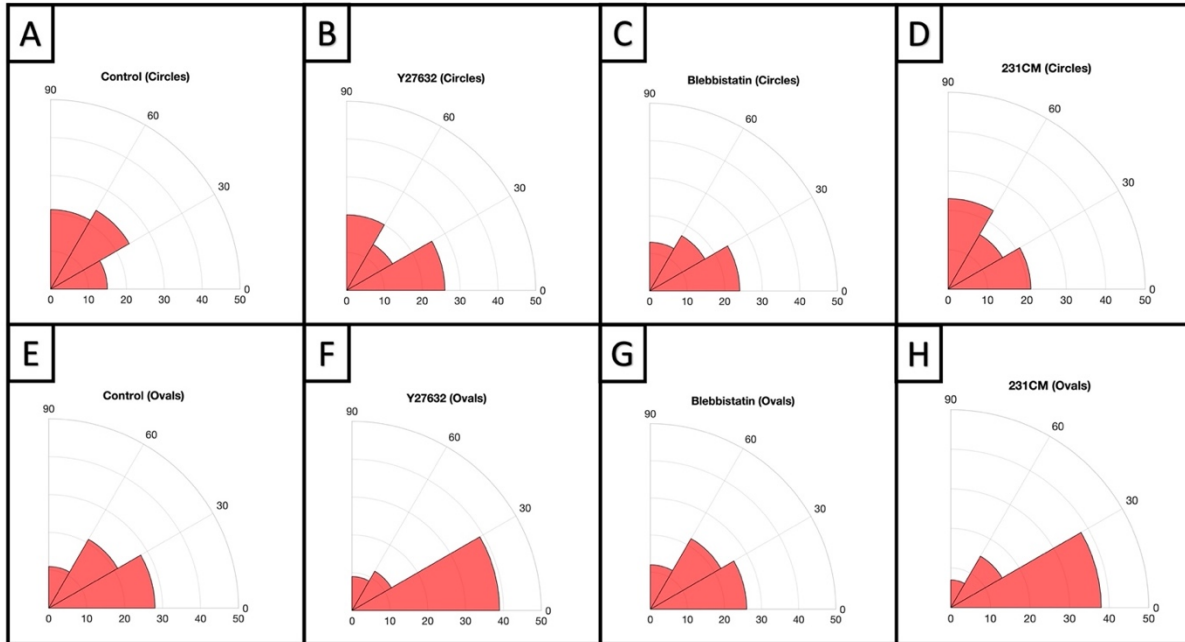 A
Control (Circles)
90
60
30
0
0 10 20 30 40 50
B
Y27632 (Circles)
90
60
30
0
0 10 20 30 40 50
C
Blebbistatin (Circles)
90
60
30
0
0 10 20 30 40 50
D
231CM (Circles)
90
60
30
0
0 10 20 30 40 50
E
Control (Ovals)
90
60
30
0
0 10 20 30 40 50
F
Y27632 (Ovals)
90
60
30
0
0 10 20 30 40 50
G
Blebbistatin (Ovals)
90
60
30
0
0 10 20 30 40 50
H
231CM (Ovals)
90
60
30
0
0 10 20 30 40 50